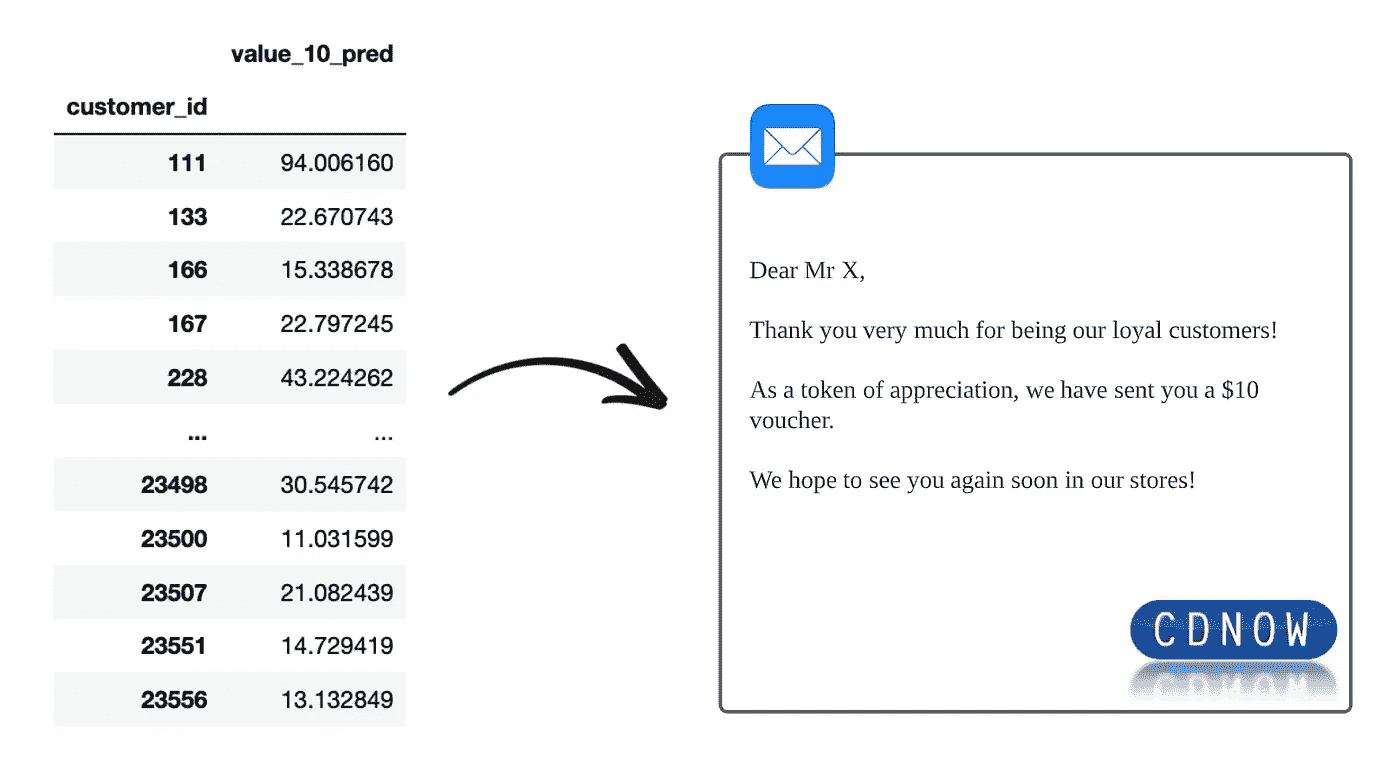 value_10_pred
customer_id
111 94.006160
133 22.670743
166 15.338678
167 22.797245
228 43.224262
... ...
23498 30.545742
23500 11.031599
23507 21.082439
23551 14.729419
23556 13.132849
Dear Mr X,
Thank you very much for being our loyal customers!
As a token of appreciation, we have sent you a $10
voucher.
We hope to see you again soon in our stores!
CDNOW